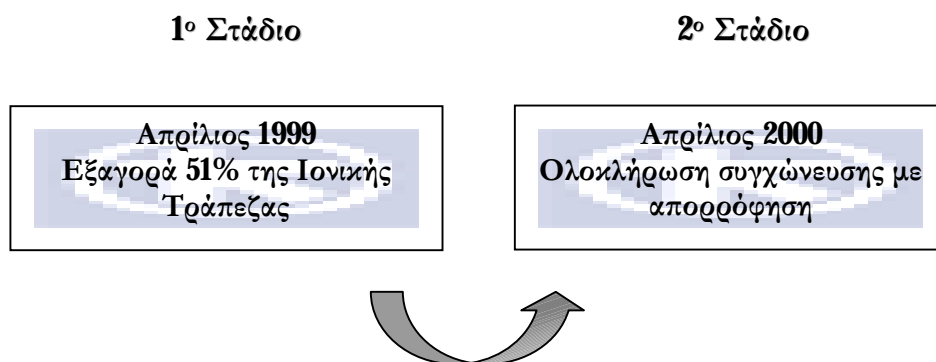 1ο Στάδιο
2ο Στάδιο
Απρίλιος 1999
Εξαγορά 51% της Ιονικής
Τράπεζας
Απρίλιος 2000
Ολοκλήρωση συγχώνευσης με
απορρόφηση